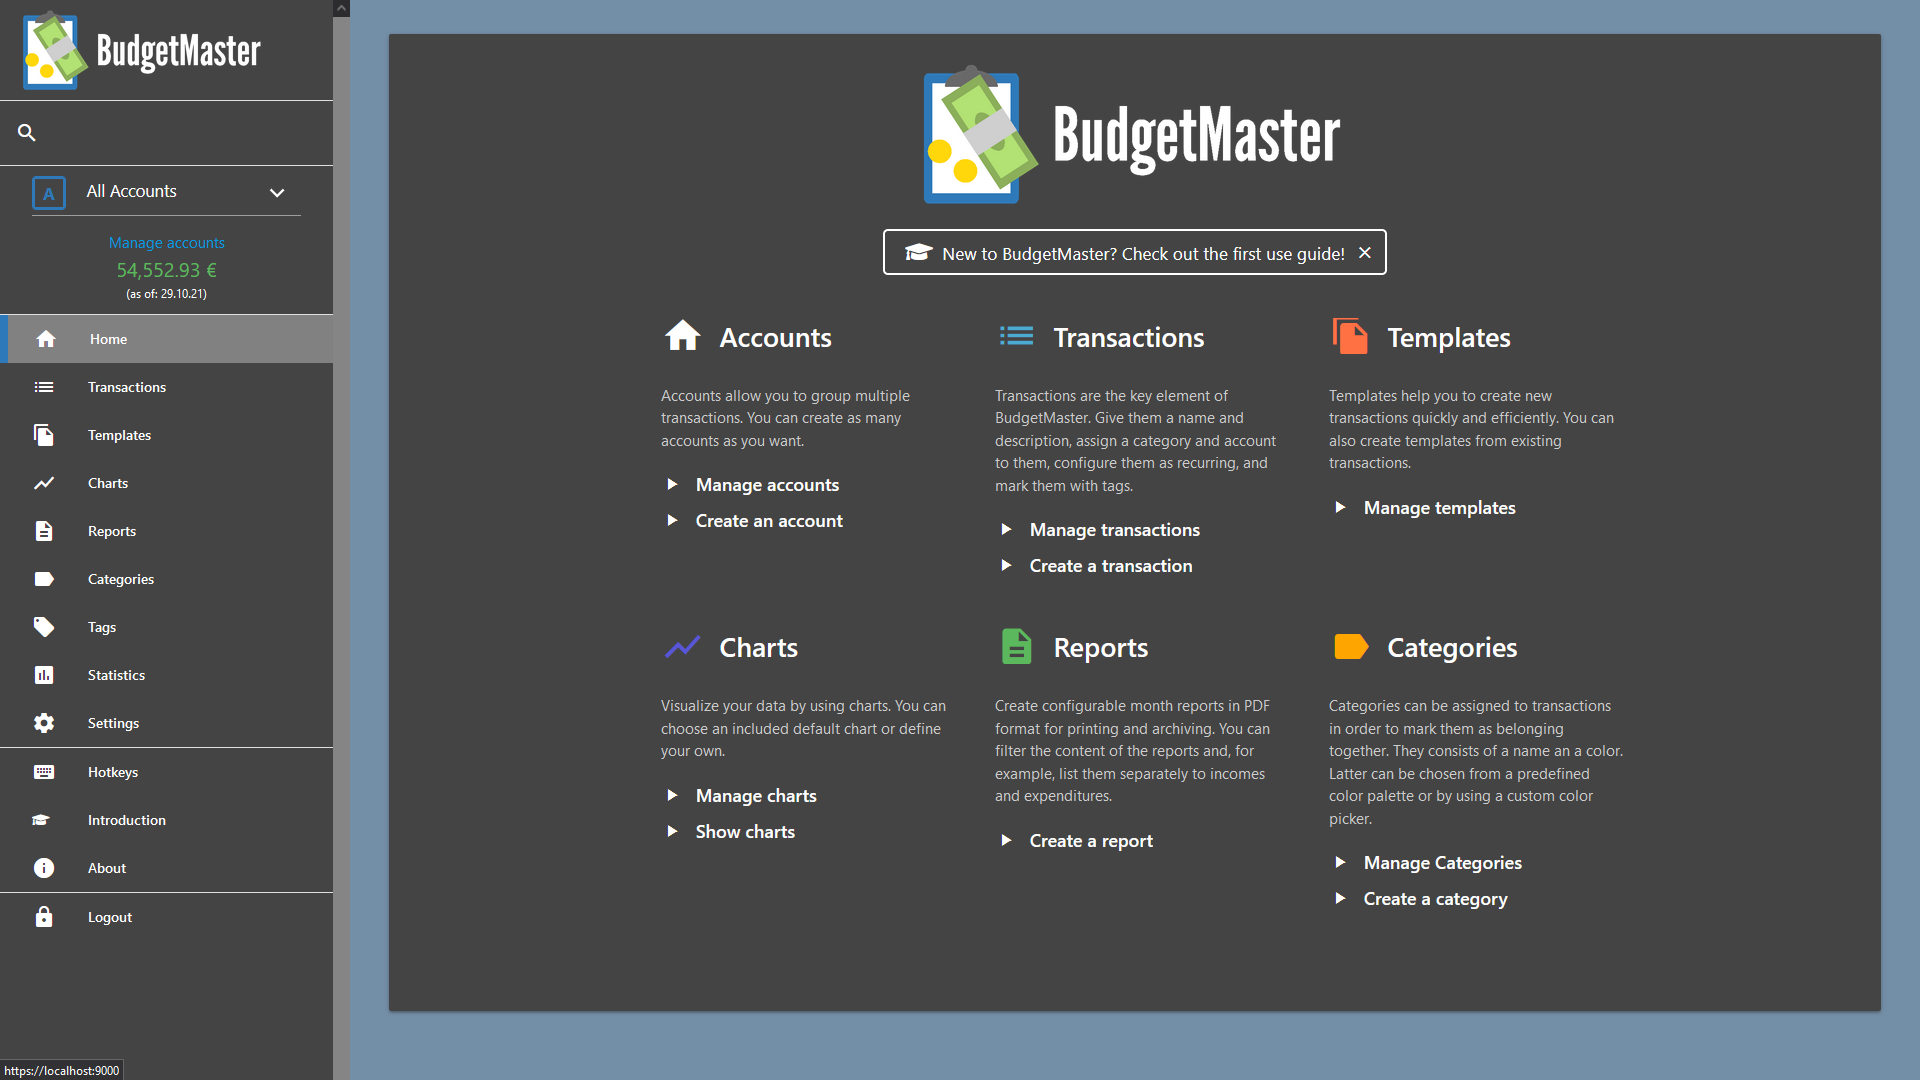 BudgetMaster
A All Accounts
Manage accounts
54,552.93 €
(as of: 29.10.21)
Home
Transactions
Templates
Charts
Reports
Categories
Tags
Statistics
Settings
Hotkeys
Introduction
About
Logout
https://localhost:9000
BudgetMaster
New to BudgetMaster? Check out the first use guide!
Accounts
Accounts allow you to group multiple
transactions. You can create as many
accounts as you want.
Manage accounts
Create an account
Transactions
Transactions are the key element of
BudgetMaster. Give them a name and
description, assign a category and account
to them, configure them as recurring, and
mark them with tags.
Manage transactions
Create a transaction
Templates
Templates help you to create new
transactions quickly and efficiently. You can
also create templates from existing
transactions.
Manage templates
Charts
Visualize your data by using charts. You can
choose an included default chart or define
your own.
Manage charts
Show charts
Reports
Create configurable month reports in PDF
format for printing and archiving. You can
filter the content of the reports and, for
example, list them separately to incomes
and expenditures.
Create a report
Categories
Categories can be assigned to transactions
in order to mark them as belonging
together. They consists of a name an a color.
Latter can be chosen from a predefined
color palette or by using a custom color
picker.
Manage Categories
Create a category